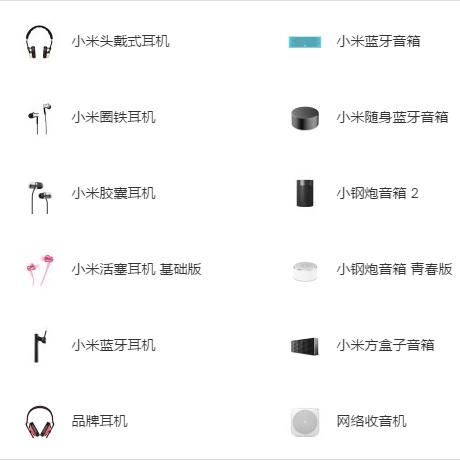 小米头戴式耳机
小米蓝牙音箱
小米圈铁耳机
小米随身蓝牙音箱
小米胶囊耳机
小钢炮音箱 2
小米活塞耳机 基础版
小钢炮音箱 青春版
小米蓝牙耳机
小米方盒子音箱
品牌耳机
网络收音机